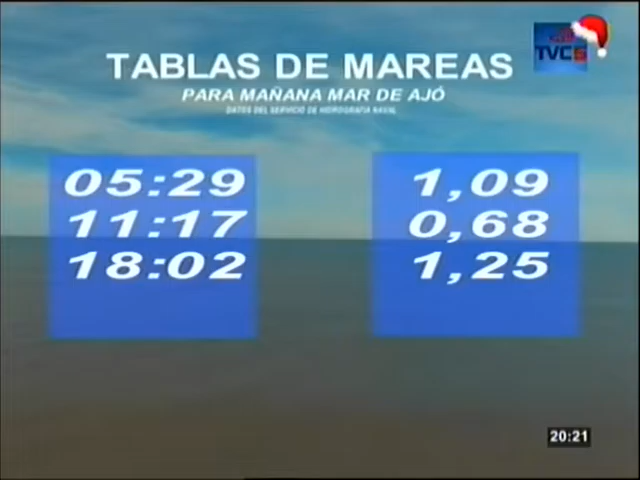 TVC5
TABLAS DE MAREAS
PARA MAÑANA MAR DE AJÓ
DATOS DEL SERVICIO DE HIDROGRAFIA NAVAL
05:29 1,09
11:17 0,68
18:02 1,25
20:21